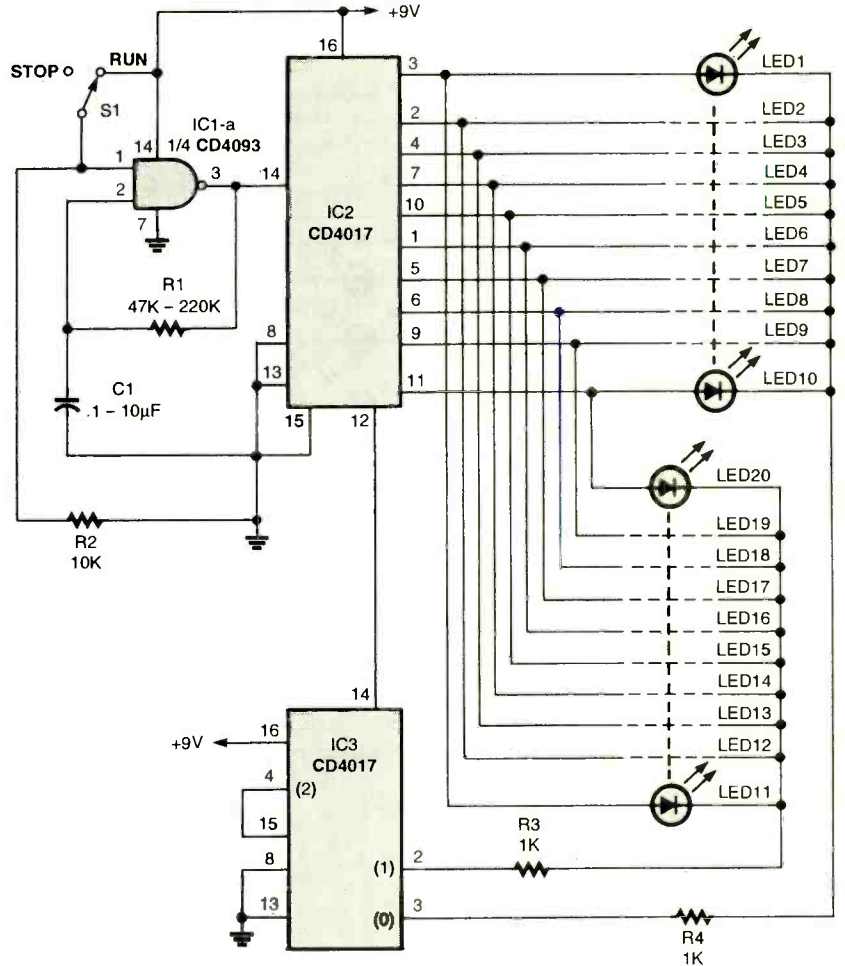 +9V
16
STOP
RUN
S1
IC1-a
1/4 CD4093
14
1
2
3
7
14
R1
47K – 220K
C1
.1 – 10µF
R2
10K
IC2
CD4017
8
13
15
12
3
2
4
7
10
1
5
6
9
11
LED1
LED2
LED3
LED4
LED5
LED6
LED7
LED8
LED9
LED10
LED20
LED19
LED18
LED17
LED16
LED15
LED14
LED13
LED12
LED11
14
+9V
16
IC3
CD4017
4
(2)
15
8
13
(1)
2
(0)
3
R3
1K
R4
1K